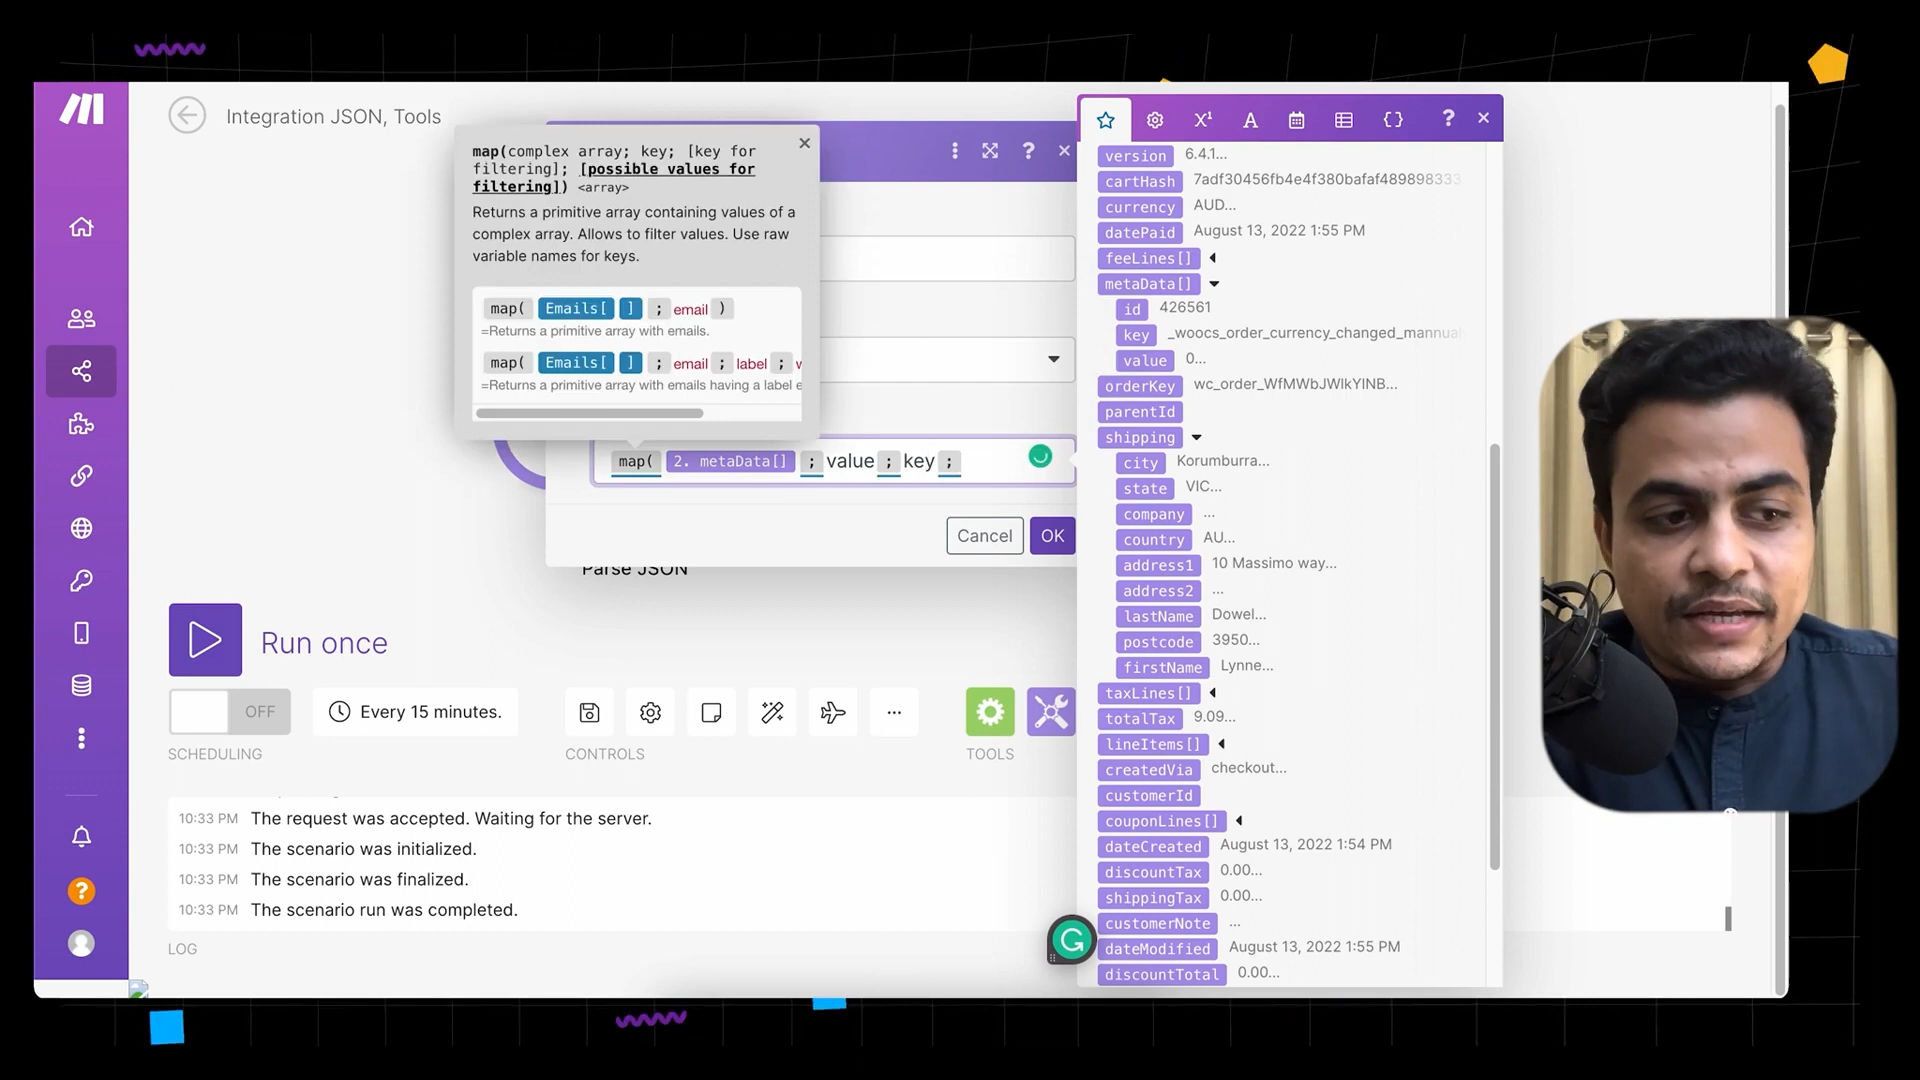 Integration JSON, Tools
map(complex array; key; [key for
filtering]; [possible values for
filtering]) <array>
Returns a primitive array containing values of a
complex array. Allows to filter values. Use raw
variable names for keys.
map( Emails[ ] ; email )
=Returns a primitive array with emails.
map( Emails[ ] ; email ; label ;
=Returns a primitive array with emails having a label
map( 2. metaData[] ; value ; key ;
Cancel OK
Parse JSON
Run once
OFF
Every 15 minutes.
...
SCHEDULING
CONTROLS
TOOLS
10:33 PM The request was accepted. Waiting for the server.
10:33 PM The scenario was initialized.
10:33 PM The scenario was finalized.
10:33 PM The scenario run was completed.
LOG
version 6.4.1...
cartHash 7adf30456fb4e4f380bafaf489898333
currency AUD...
datePaid August 13, 2022 1:55 PM
feeLines[]
metaData[]
id 426561
key _woocs_order_currency_changed_mannual
value 0...
orderKey wc_order_WfMWbJWlkYlNB...
parentId
shipping
city Korumburra...
state VIC...
company ...
country AU...
address1 10 Massimo way...
address2 ...
lastName Dowel...
postcode 3950...
firstName Lynne...
taxLines[]
totalTax 9.09...
lineItems[]
createdVia checkout...
customerId
couponLines[]
dateCreated August 13, 2022 1:54 PM
discountTax 0.00...
shippingTax 0.00...
customerNote ...
dateModified August 13, 2022 1:55 PM
discountTotal 0.00...